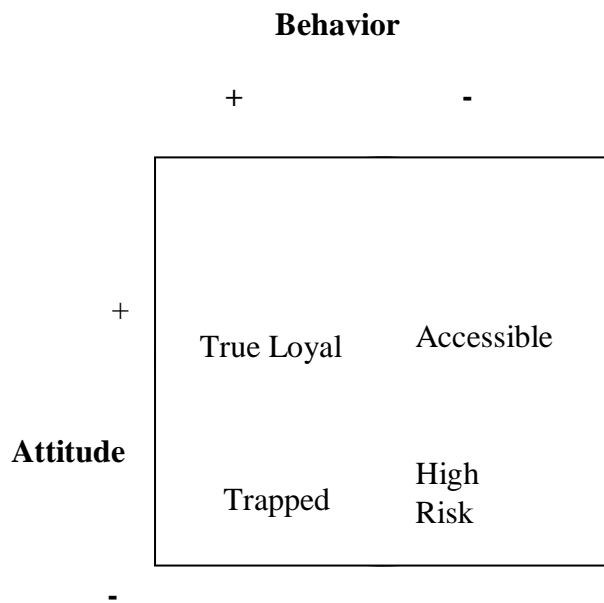 Behavior
+ -
+
True Loyal Accessible
Attitude
Trapped High
Risk
-